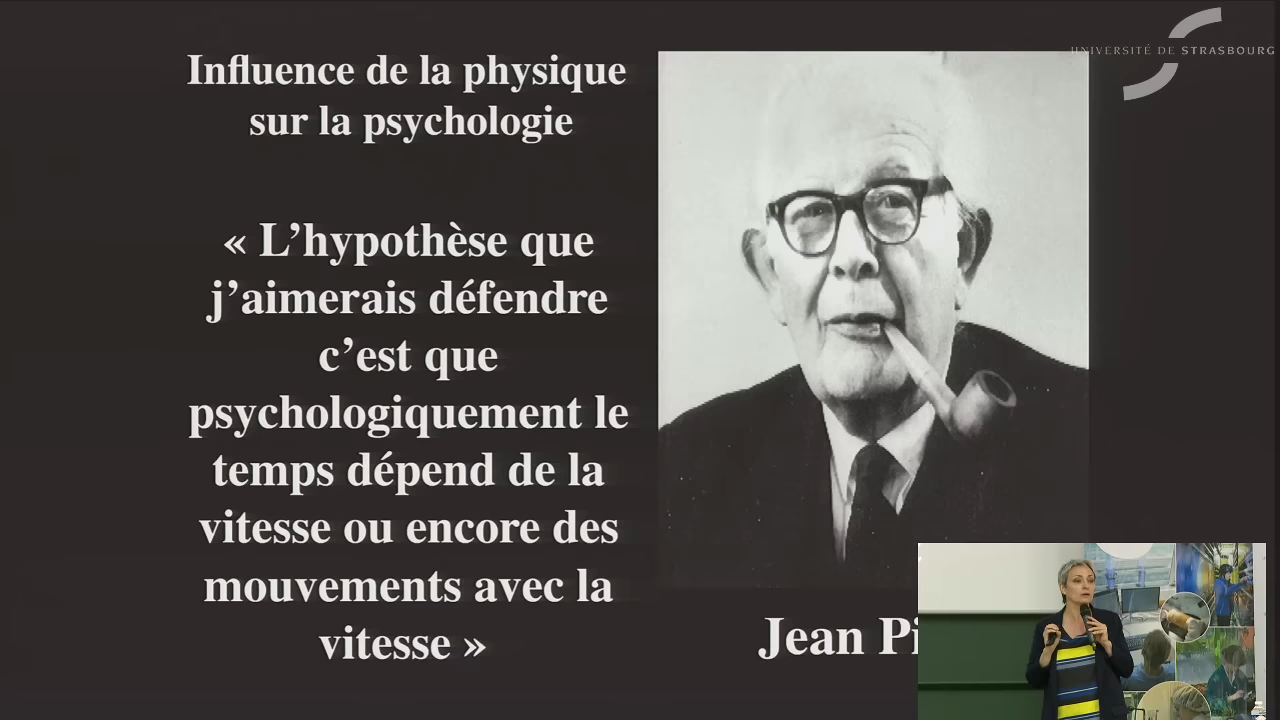 UNIVERSITÉ DE STRASBOURG
Influence de la physique
sur la psychologie
« L’hypothèse que
j’aimerais défendre
c’est que
psychologiquement le
temps dépend de la
vitesse ou encore des
mouvements avec la
vitesse »
Jean Pi